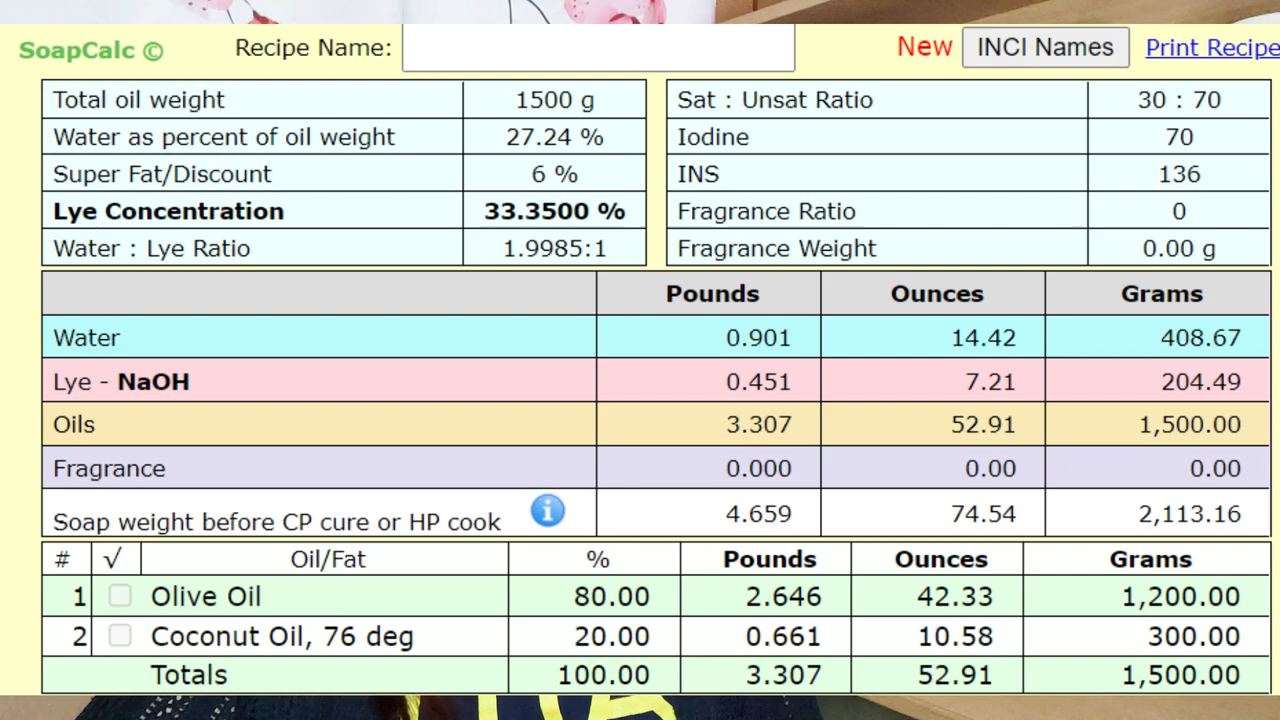 SoapCalc © Recipe Name: New INCI Names Print Recipe
Total oil weight 1500 g
Water as percent of oil weight 27.24 %
Super Fat/Discount 6 %
Lye Concentration 33.3500 %
Water : Lye Ratio 1.9985:1
Sat : Unsat Ratio 30 : 70
Iodine 70
INS 136
Fragrance Ratio 0
Fragrance Weight 0.00 g
Pounds Ounces Grams
Water 0.901 14.42 408.67
Lye - NaOH 0.451 7.21 204.49
Oils 3.307 52.91 1,500.00
Fragrance 0.000 0.00 0.00
Soap weight before CP cure or HP cook i 4.659 74.54 2,113.16
# √ Oil/Fat % Pounds Ounces Grams
1 Olive Oil 80.00 2.646 42.33 1,200.00
2 Coconut Oil, 76 deg 20.00 0.661 10.58 300.00
Totals 100.00 3.307 52.91 1,500.00